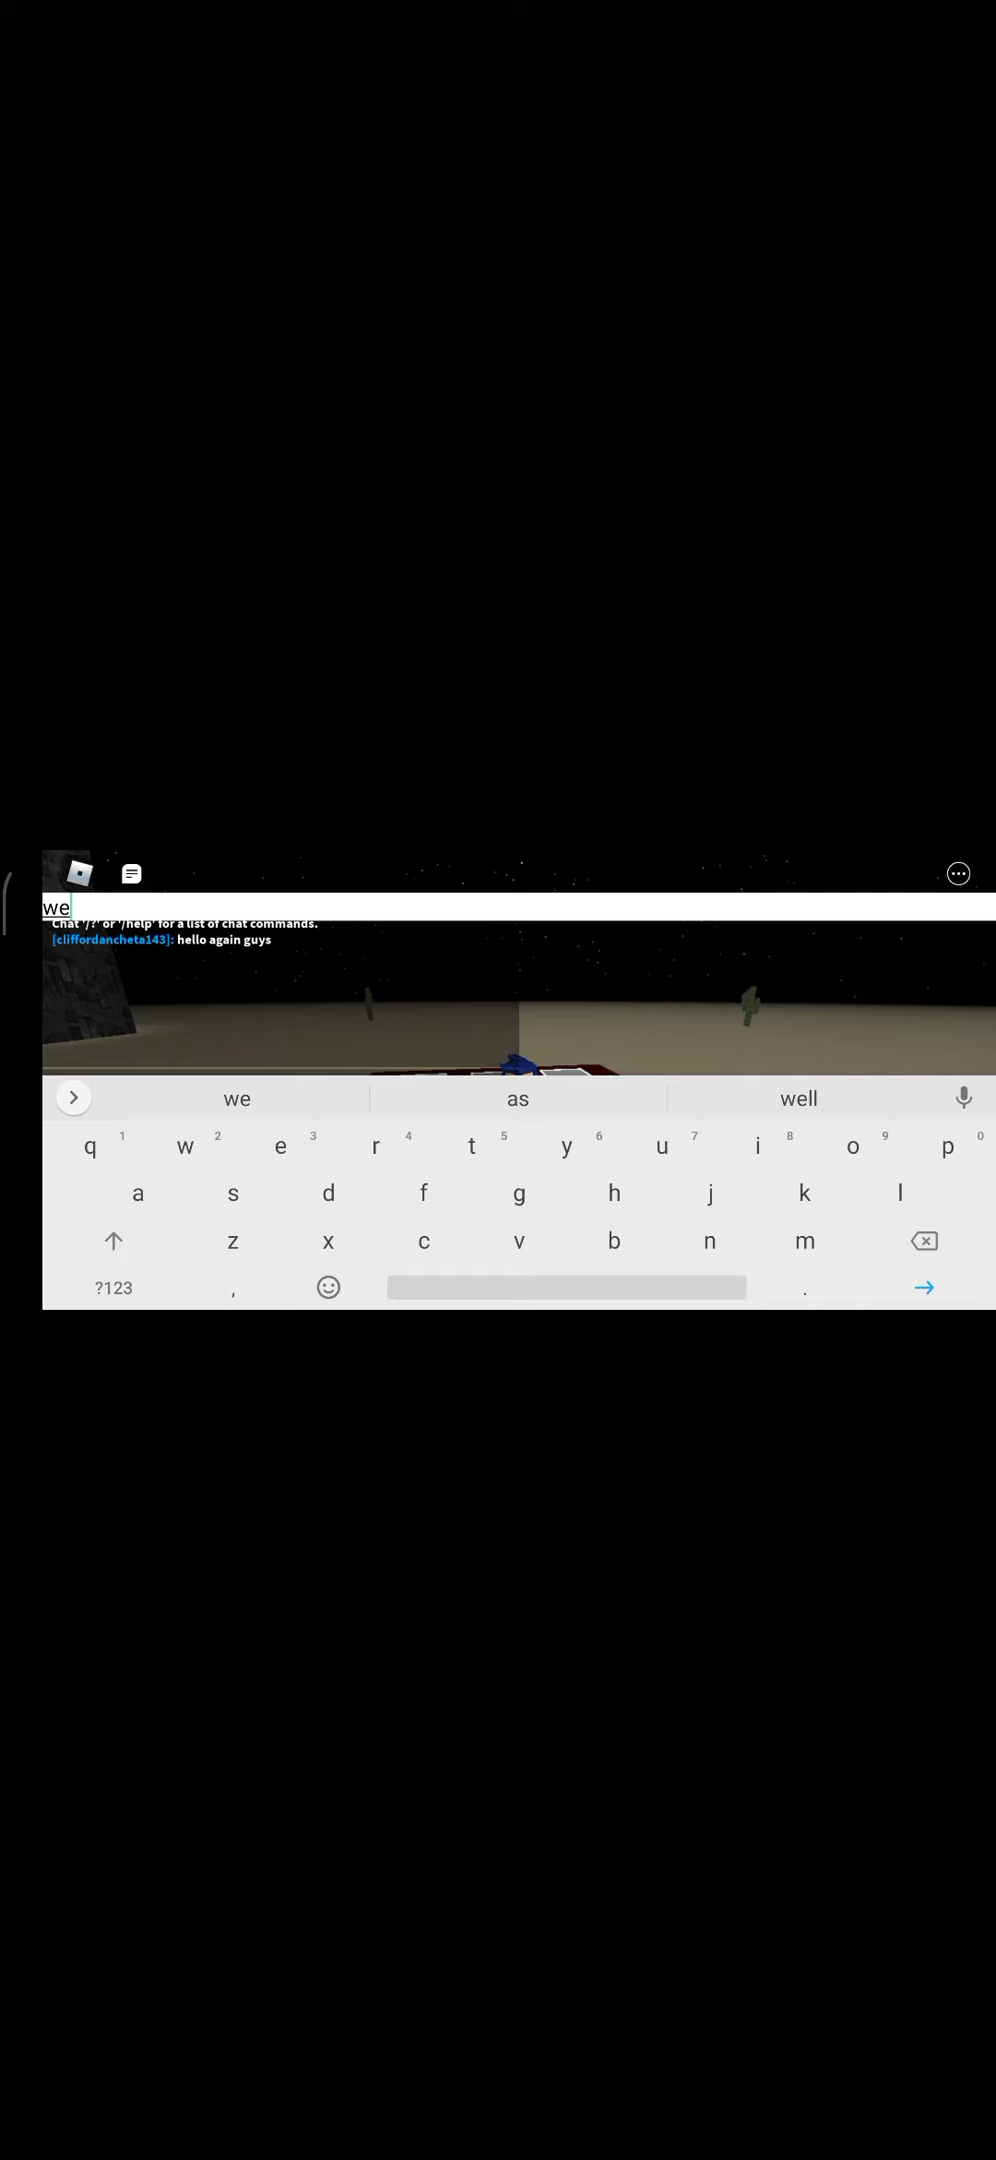 we
Chat '/?' or '/help' for a list of chat commands.
[cliffordancheta143]: hello again guys
we as well
q 1 w 2 e 3 r 4 t 5 y 6 u 7 i 8 o 9 p 0
a s d f g h j k l
z x c v b n m
?123 , .